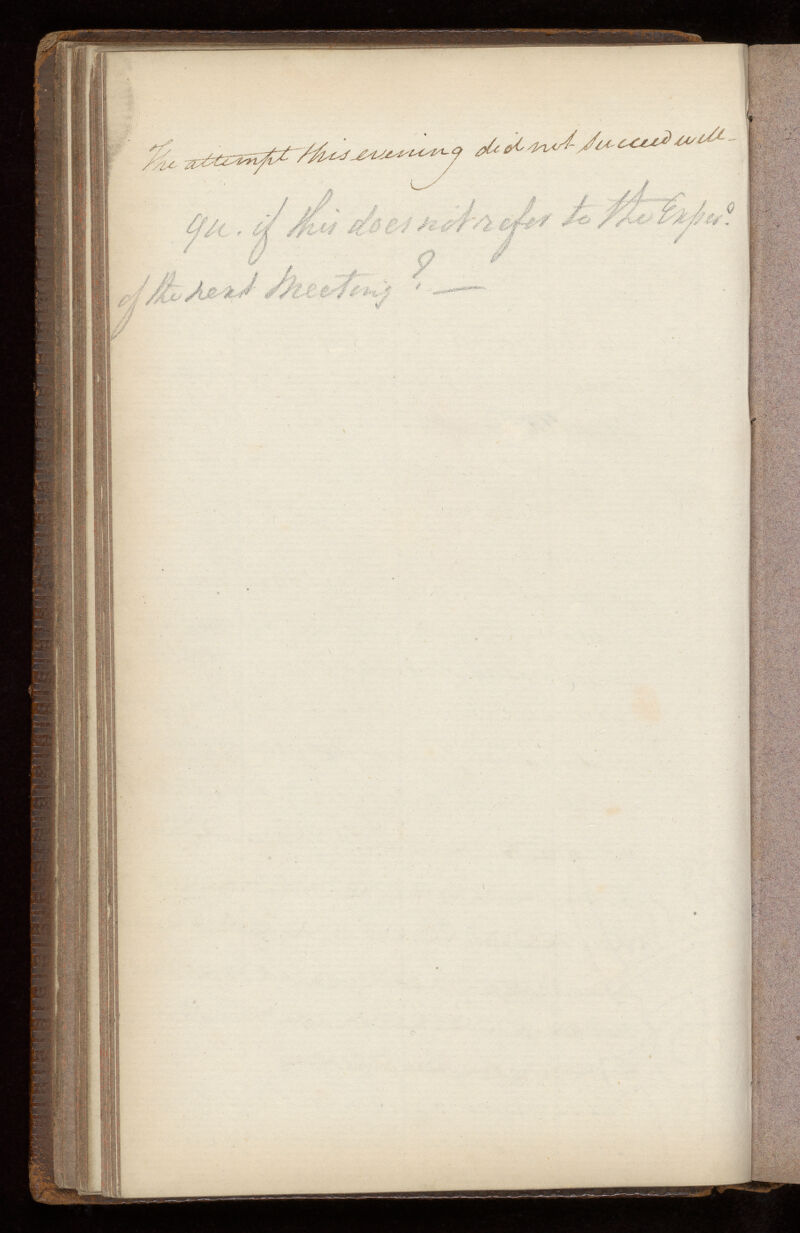 The attempt this evening did not succeed well –
qu. if this does not refer to the Exper.ᵗ
of the next Meeting? —